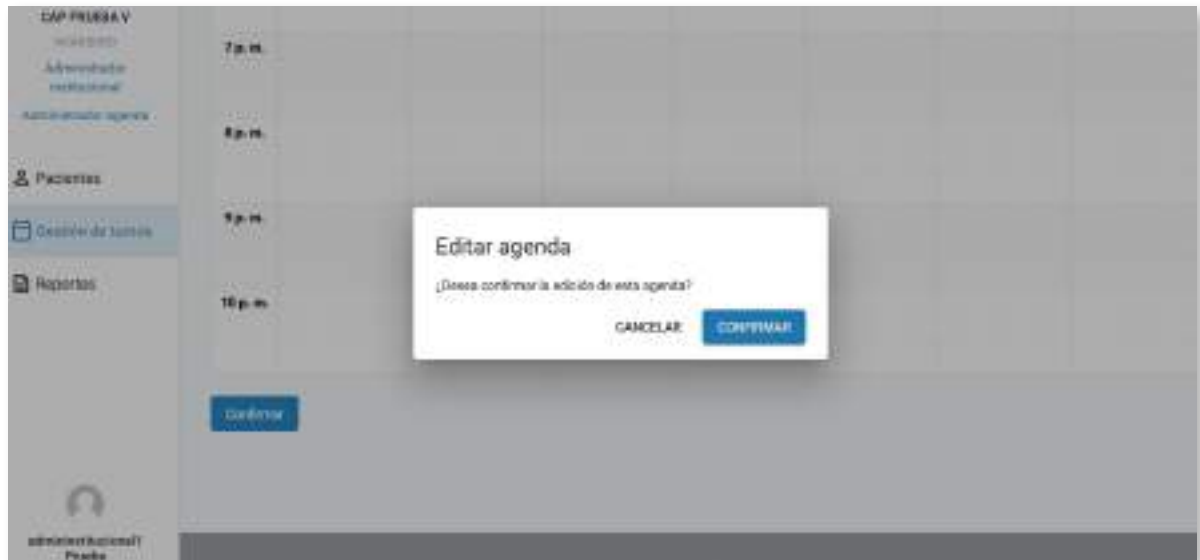 CAP PRUEBA V
Administrador
institucional
Administrador agenda
Pacientes
Gestión de turnos
Reportes
7 p. m.
8 p. m.
9 p. m.
10 p. m.
Editar agenda
¿Desea confirmar la edición de esta agenda?
CANCELAR
CONFIRMAR
Confirmar
admininstitucional1
Prueba